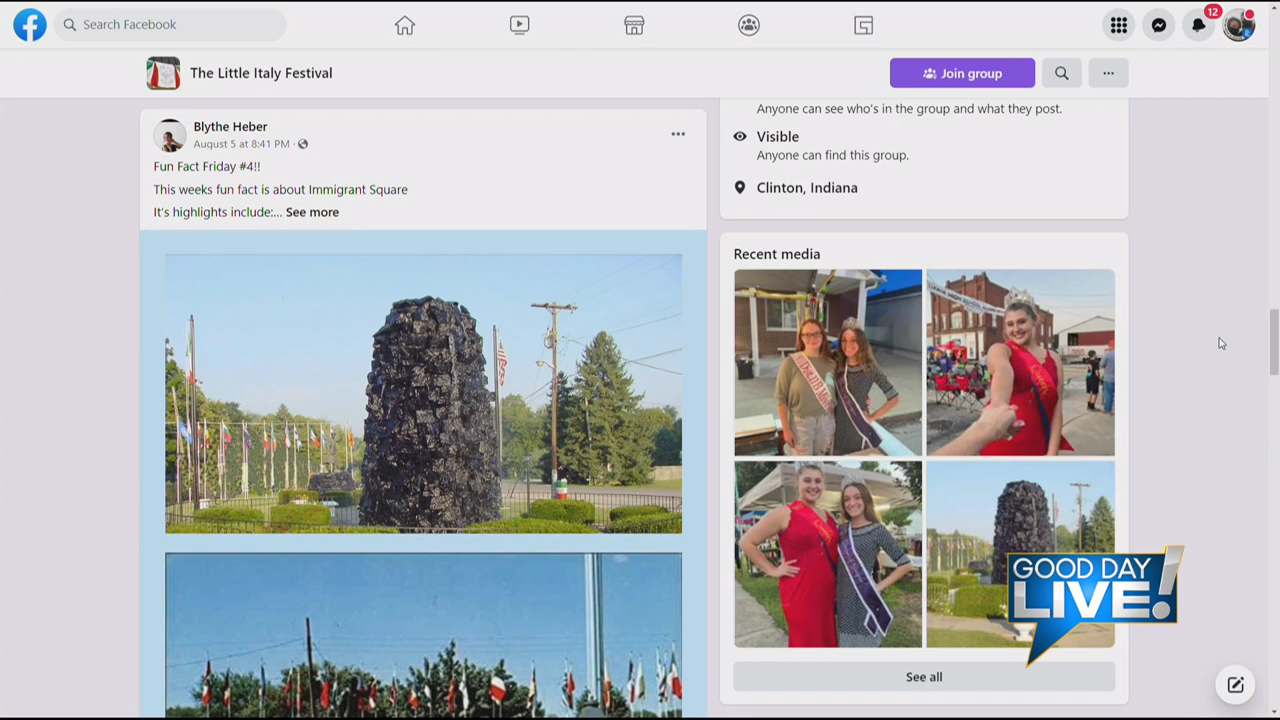 Search Facebook
12
The Little Italy Festival
Join group
Blythe Heber
August 5 at 8:41 PM ·
Fun Fact Friday #4!!
This weeks fun fact is about Immigrant Square
It's highlights include:... See more
Anyone can see who's in the group and what they post.
Visible
Anyone can find this group.
Clinton, Indiana
Recent media
See all
GOOD DAY
LIVE!